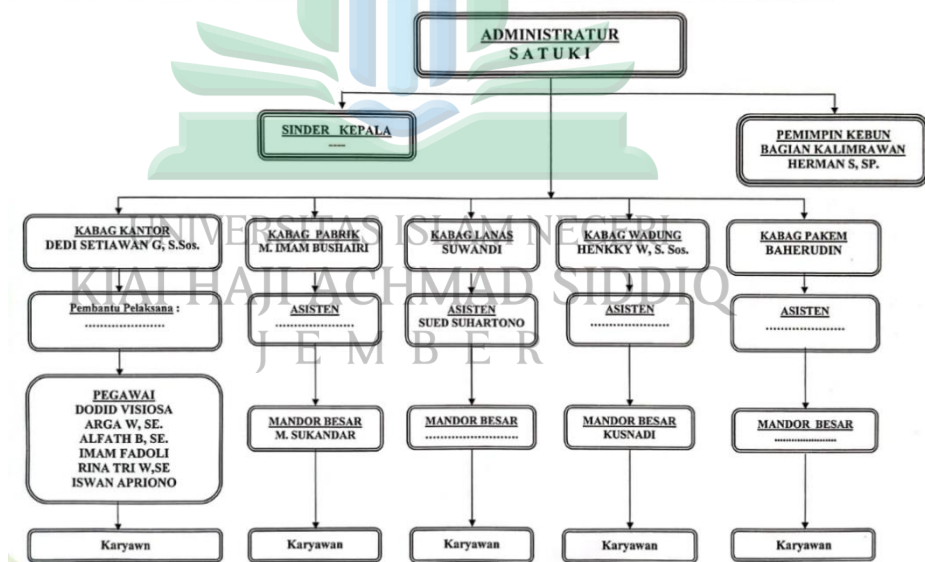 ADMINISTRATUR
S A T U K I
SINDER KEPALA
----
PEMIMPIN KEBUN
BAGIAN KALIMRAWAN
HERMAN S, SP.
UNIVERSITAS ISLAM NEGERI
KIAI HAJI ACHMAD SIDDIQ
J E M B E R
KABAG KANTOR
DEDI SETIAWAN G, S.Sos.
KABAG PABRIK
M. IMAM BUSHAIRI
KABAG JANAS
SUWANDI
KABAG WADUNG
HENKKY W, S. Sos.
KABAG PAKEM
BAHERUDIN
Pembantu Pelaksana :
.....................
ASISTEN
.....................
ASISTEN
SUED SUHARTONO
ASISTEN
.....................
ASISTEN
.....................
PEGAWAI
DODID VISIOSA
ARGA W, SE.
ALFATH B, SE.
IMAM FADOLI
RINA TRI W,SE
ISWAN APRIONO
MANDOR BESAR
M. SUKANDAR
MANDOR BESAR
.........................
MANDOR BESAR
KUSNADI
MANDOR BESAR
.....................
Karyawn
Karyawan
Karyawan
Karyawan
Karyawan